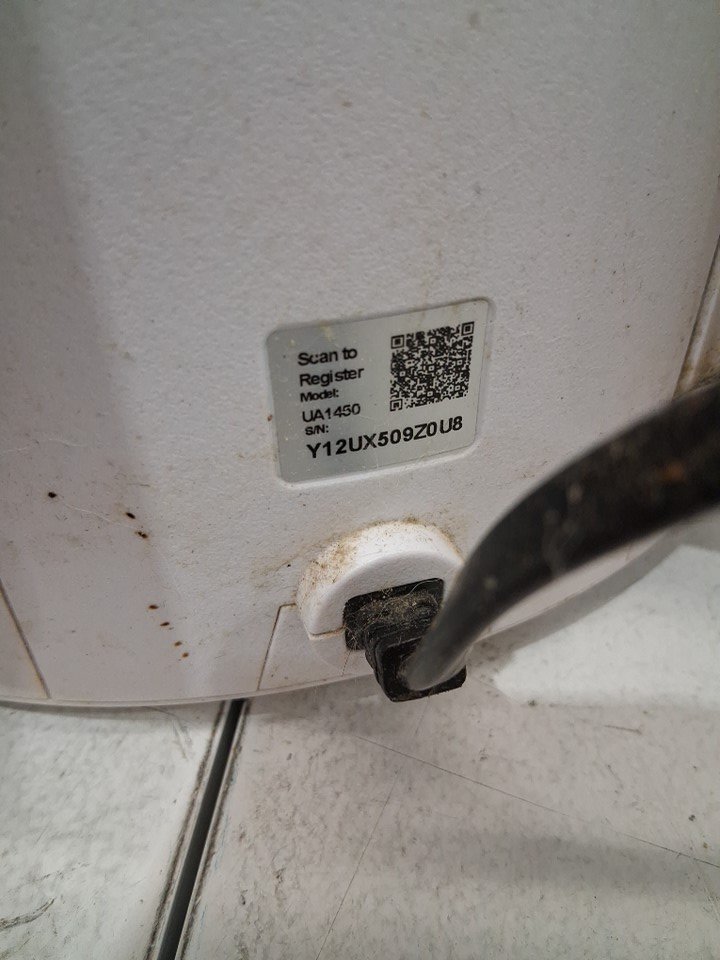 Scan to
Register
Model:
UA1450
S/N:
Y12UX509Z0U8